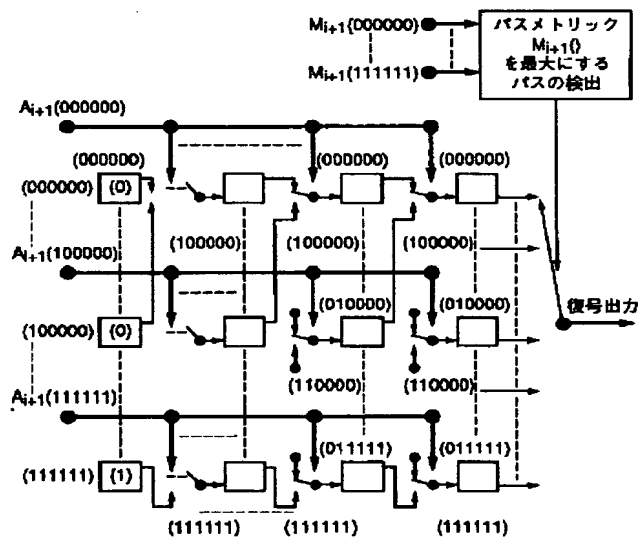 Mi+1(000000)
パスメトリック
Mi+1()
を最大にする
パスの検出
Mi+1(111111)
Ai+1(000000)
(000000) (000000) (000000)
(000000) {0}
(100000) (100000) (100000)
Ai+1(100000)
(010000) (010000)
復号出力
(100000) {0}
(110000) (110000)
Ai+1(111111)
(011111) (011111)
(111111) {1}
(111111) (111111) (111111)